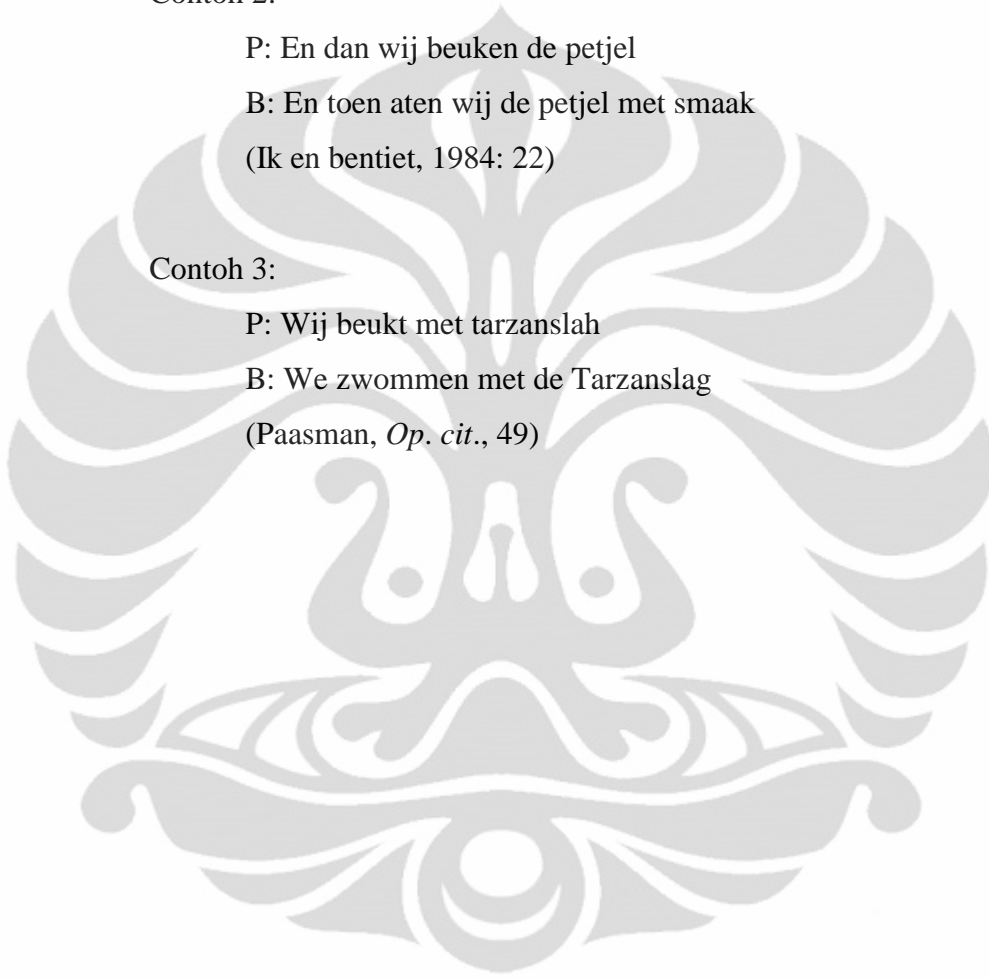 Contoh 2:
P: En dan wij beuken de petjel
B: En toen aten wij de petjel met smaak
(Ik en bentiet, 1984: 22)
Contoh 3:
P: Wij beukt met tarzanslah
B: We zwommen met de Tarzanslag
(Paasman, Op. cit., 49)